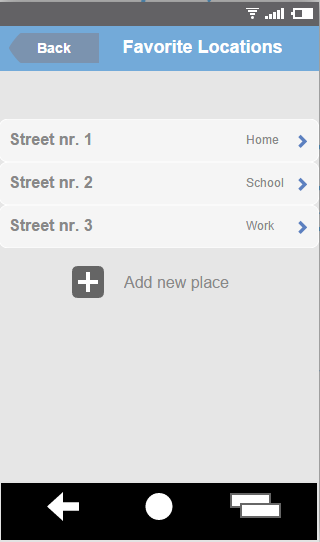 Back Favorite Locations
Street nr. 1 Home
Street nr. 2 School
Street nr. 3 Work
Add new place